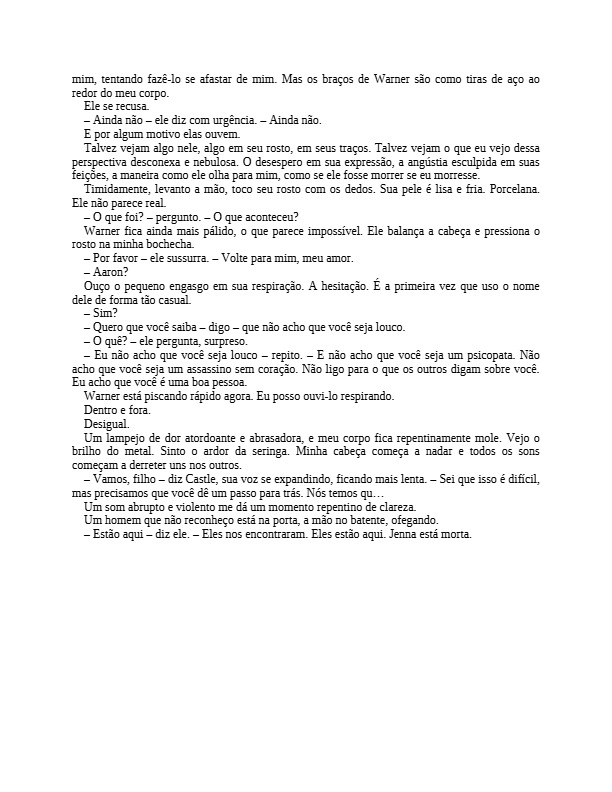 mim, tentando fazê-lo se afastar de mim. Mas os braços de Warner são como tiras de aço ao
redor do meu corpo.
Ele se recusa.
– Ainda não – ele diz com urgência. – Ainda não.
E por algum motivo elas ouvem.
Talvez vejam algo nele, algo em seu rosto, em seus traços. Talvez vejam o que eu vejo dessa
perspectiva desconexa e nebulosa. O desespero em sua expressão, a angústia esculpida em suas
feições, a maneira como ele olha para mim, como se ele fosse morrer se eu morresse.
Timidamente, levanto a mão, toco seu rosto com os dedos. Sua pele é lisa e fria. Porcelana.
Ele não parece real.
– O que foi? – pergunto. – O que aconteceu?
Warner fica ainda mais pálido, o que parece impossível. Ele balança a cabeça e pressiona o
rosto na minha bochecha.
– Por favor – ele sussurra. – Volte para mim, meu amor.
– Aaron?
Ouço o pequeno engasgo em sua respiração. A hesitação. É a primeira vez que uso o nome
dele de forma tão casual.
– Sim?
– Quero que você saiba – digo – que não acho que você seja louco.
– O quê? – ele pergunta, surpreso.
– Eu não acho que você seja louco – repito. – E não acho que você seja um psicopata. Não
acho que você seja um assassino sem coração. Não ligo para o que os outros digam sobre você.
Eu acho que você é uma boa pessoa.
Warner está piscando rápido agora. Eu posso ouvi-lo respirando.
Dentro e fora.
Desigual.
Um lampejo de dor atordoante e abrasadora, e meu corpo fica repentinamente mole. Vejo o
brilho do metal. Sinto o ardor da seringa. Minha cabeça começa a nadar e todos os sons
começam a derreter uns nos outros.
– Vamos, filho – diz Castle, sua voz se expandindo, ficando mais lenta. – Sei que isso é difícil,
mas precisamos que você dê um passo para trás. Nós temos qu…
Um som abrupto e violento me dá um momento repentino de clareza.
Um homem que não reconheço está na porta, a mão no batente, ofegando.
– Estão aqui – diz ele. – Eles nos encontraram. Eles estão aqui. Jenna está morta.